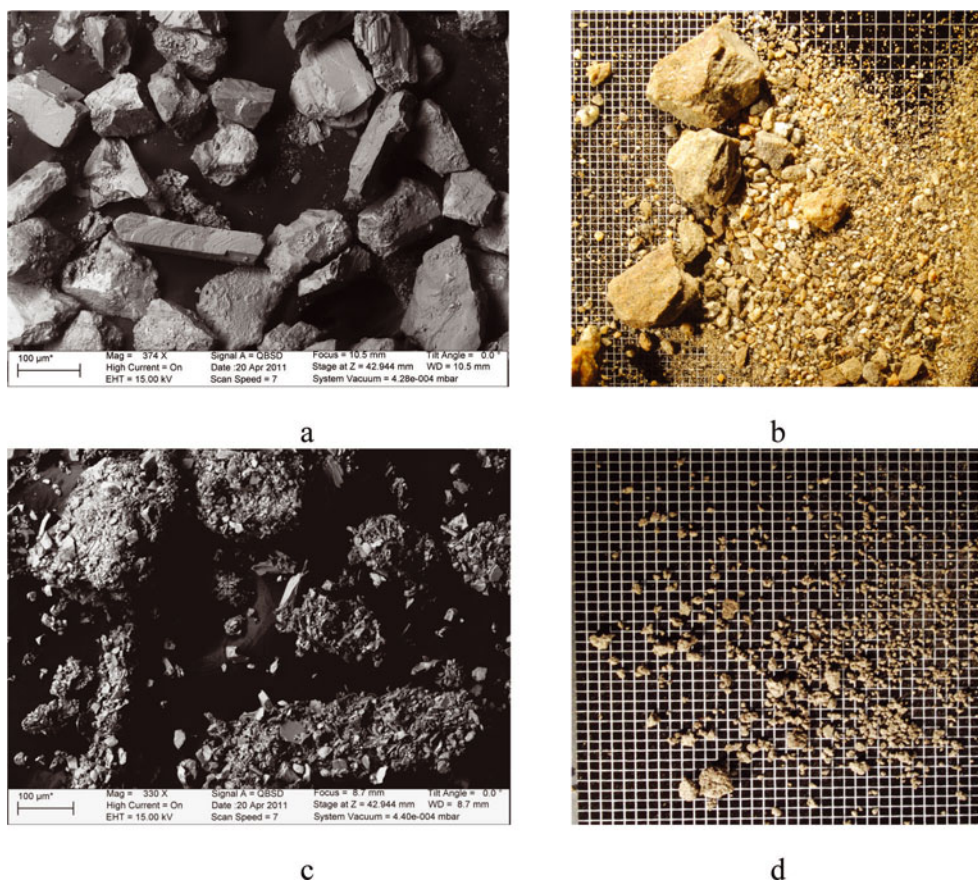 100 µm*
Mag = 374 X
Signal A = QBSD
Focus = 10.5 mm
Tilt Angle = 0.0 °
High Current = On
Date :20 Apr 2011
Stage at Z = 42.944 mm
WD = 10.5 mm
EHT = 15.00 kV
Scan Speed = 7
System Vacuum = 4.28e-004 mbar
a
b
100 µm*
Mag = 330 X
Signal A = QBSD
Focus = 8.7 mm
Tilt Angle = 0.0 °
High Current = On
Date :20 Apr 2011
Stage at Z = 42.944 mm
WD = 8.7 mm
EHT = 15.00 kV
Scan Speed = 7
System Vacuum = 4.40e-004 mbar
c
d